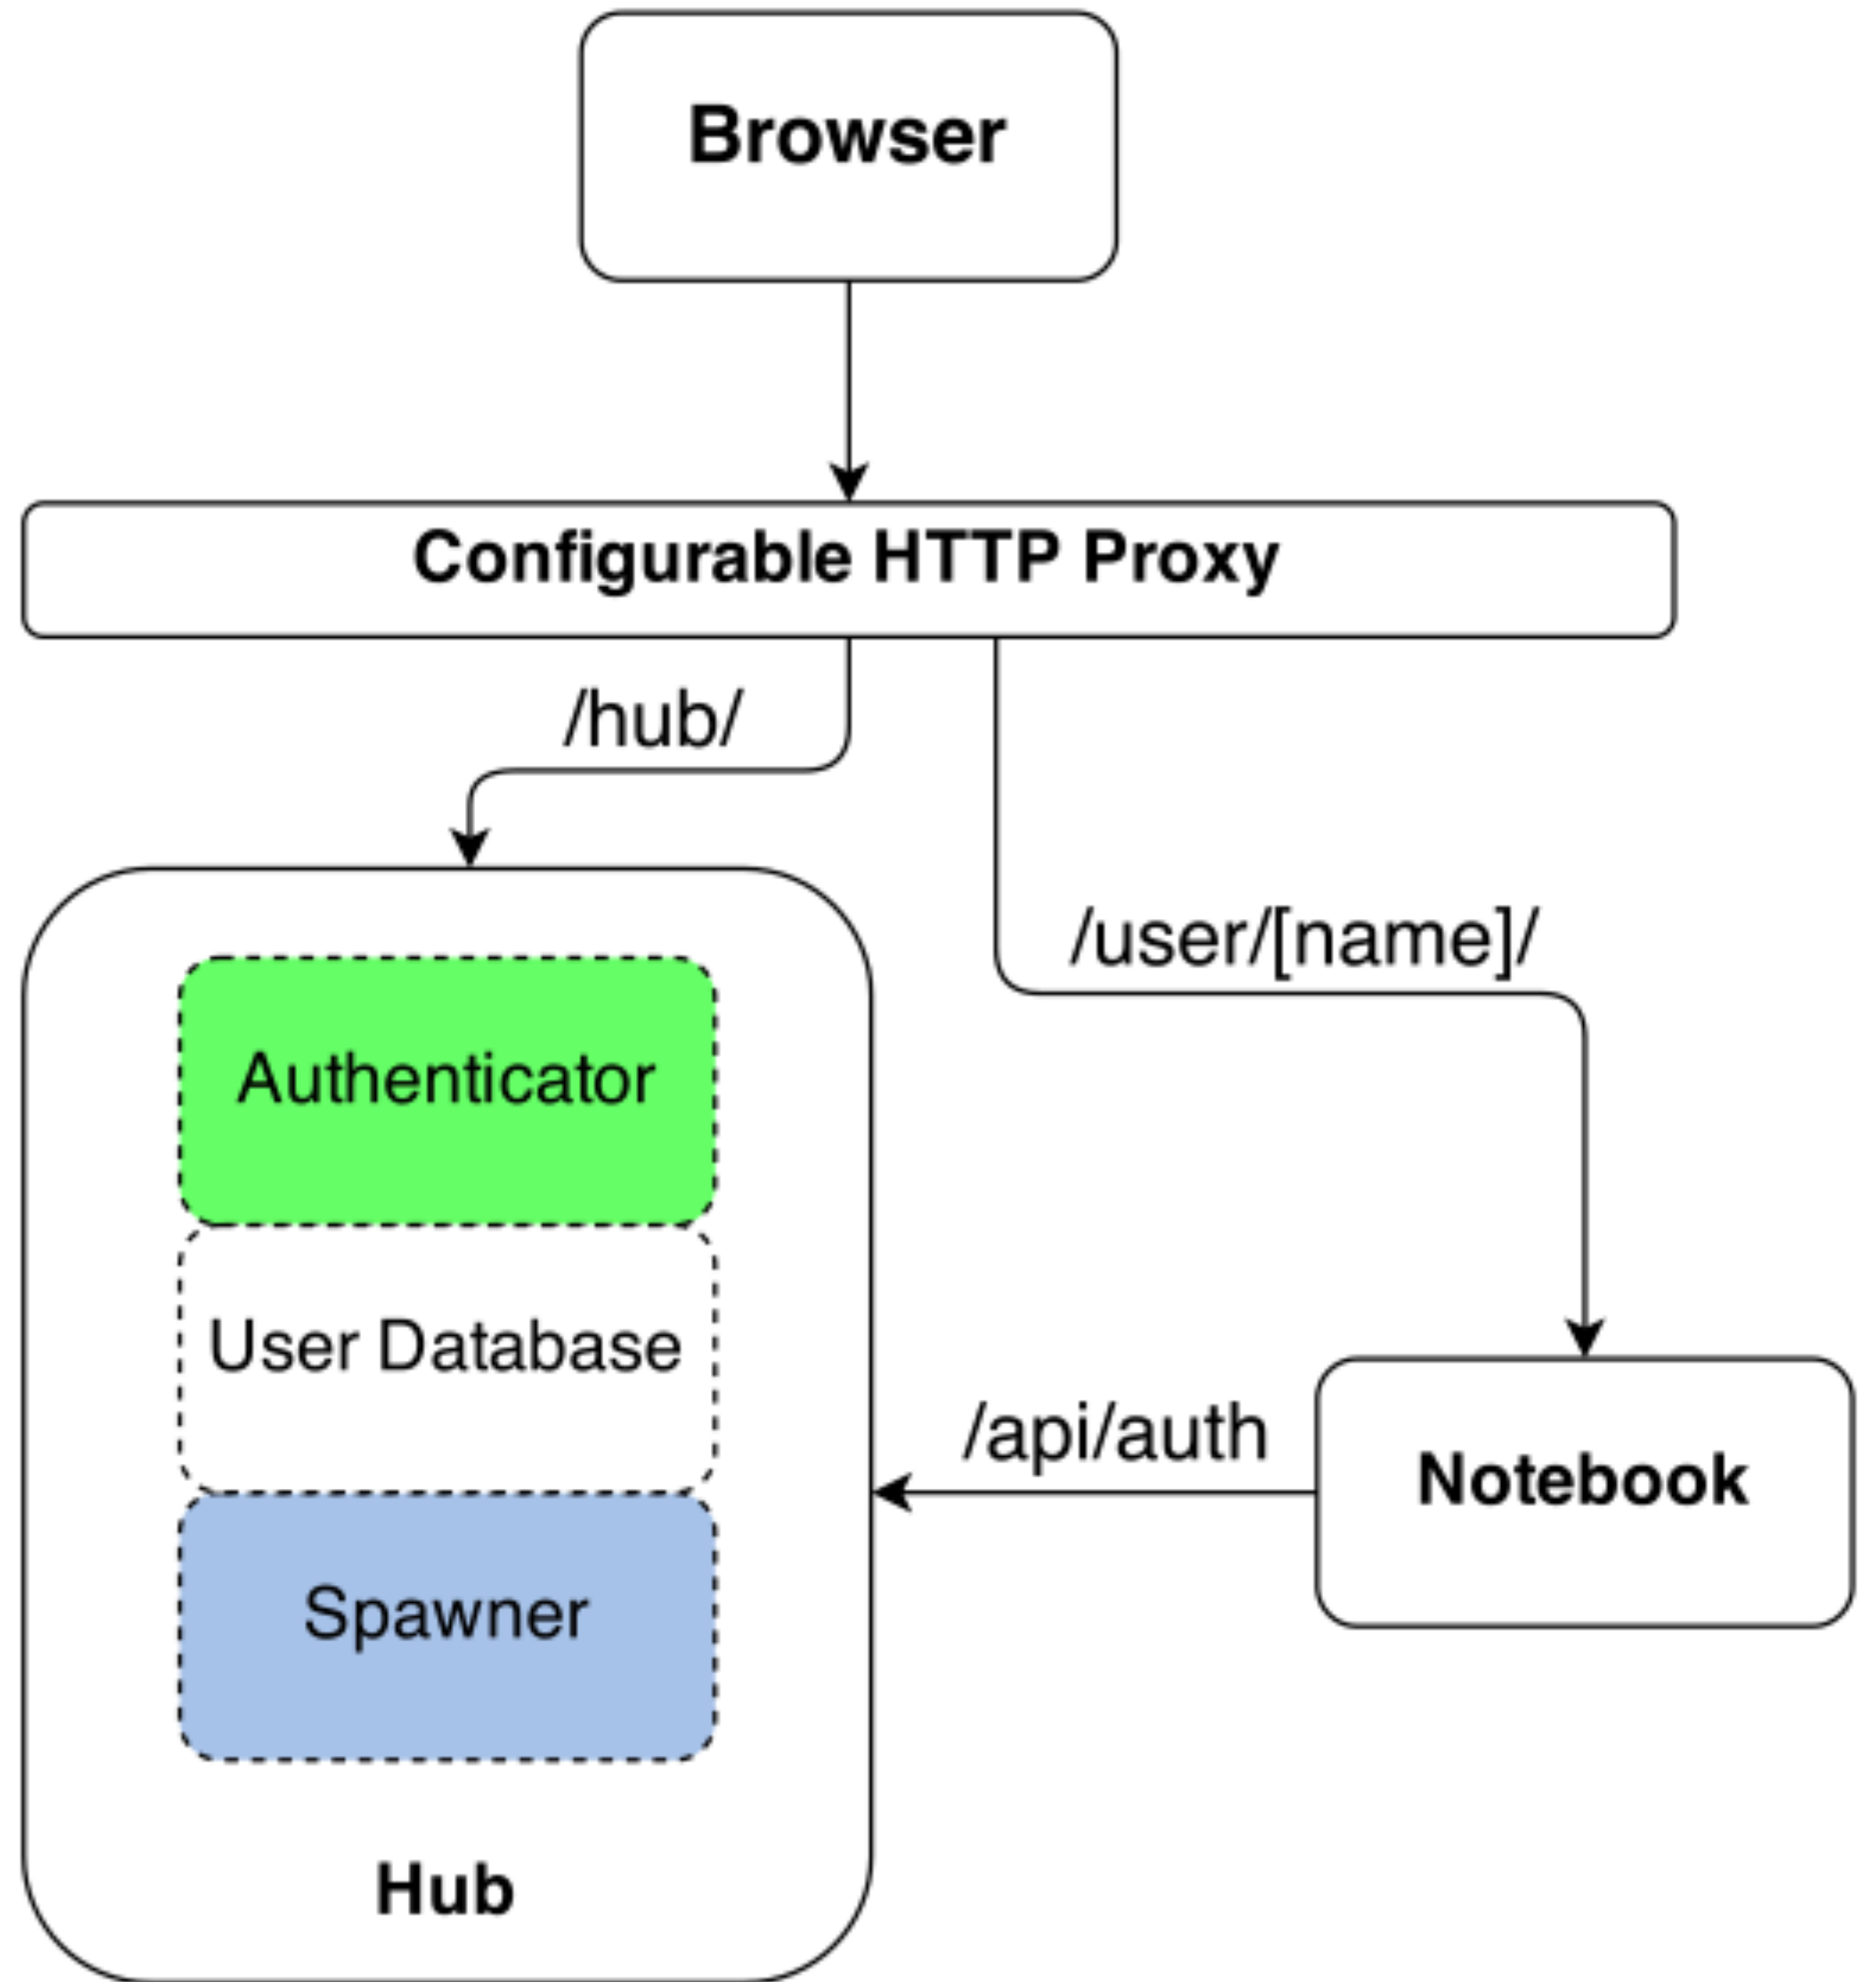 Browser
Configurable HTTP Proxy
/hub/
/user/[name]/
Authenticator
User Database
/api/auth
Notebook
Spawner
Hub